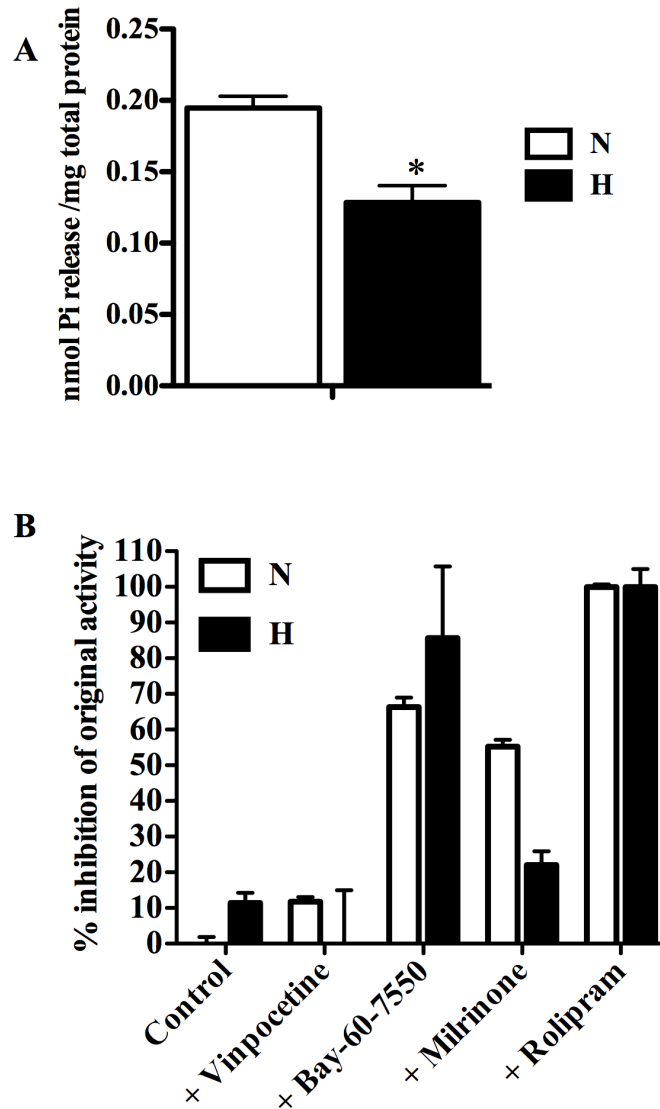 A
nmol Pi release /mg total protein
0.25
0.20
0.15
0.10
0.05
0.00
*
N
H
B
% inhibition of original activity
110
100
90
80
70
60
50
40
30
20
10
0
N
H
Control
+ Vinpocetine
+ Bay-60-7550
+ Milrinone
+ Rolipram